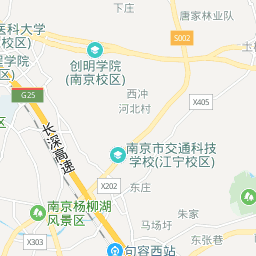 下庄
唐家林业队
医科大学
校区)
S002
创明学院
(南京校区)
学院
区)
西冲
河北村
G25
X405
长深高速
南京市交通科技
学校(江宁校区)
X202
东庄
南京杨柳湖
风景区
朱家
马场圩
X303
东张巷
句容西站